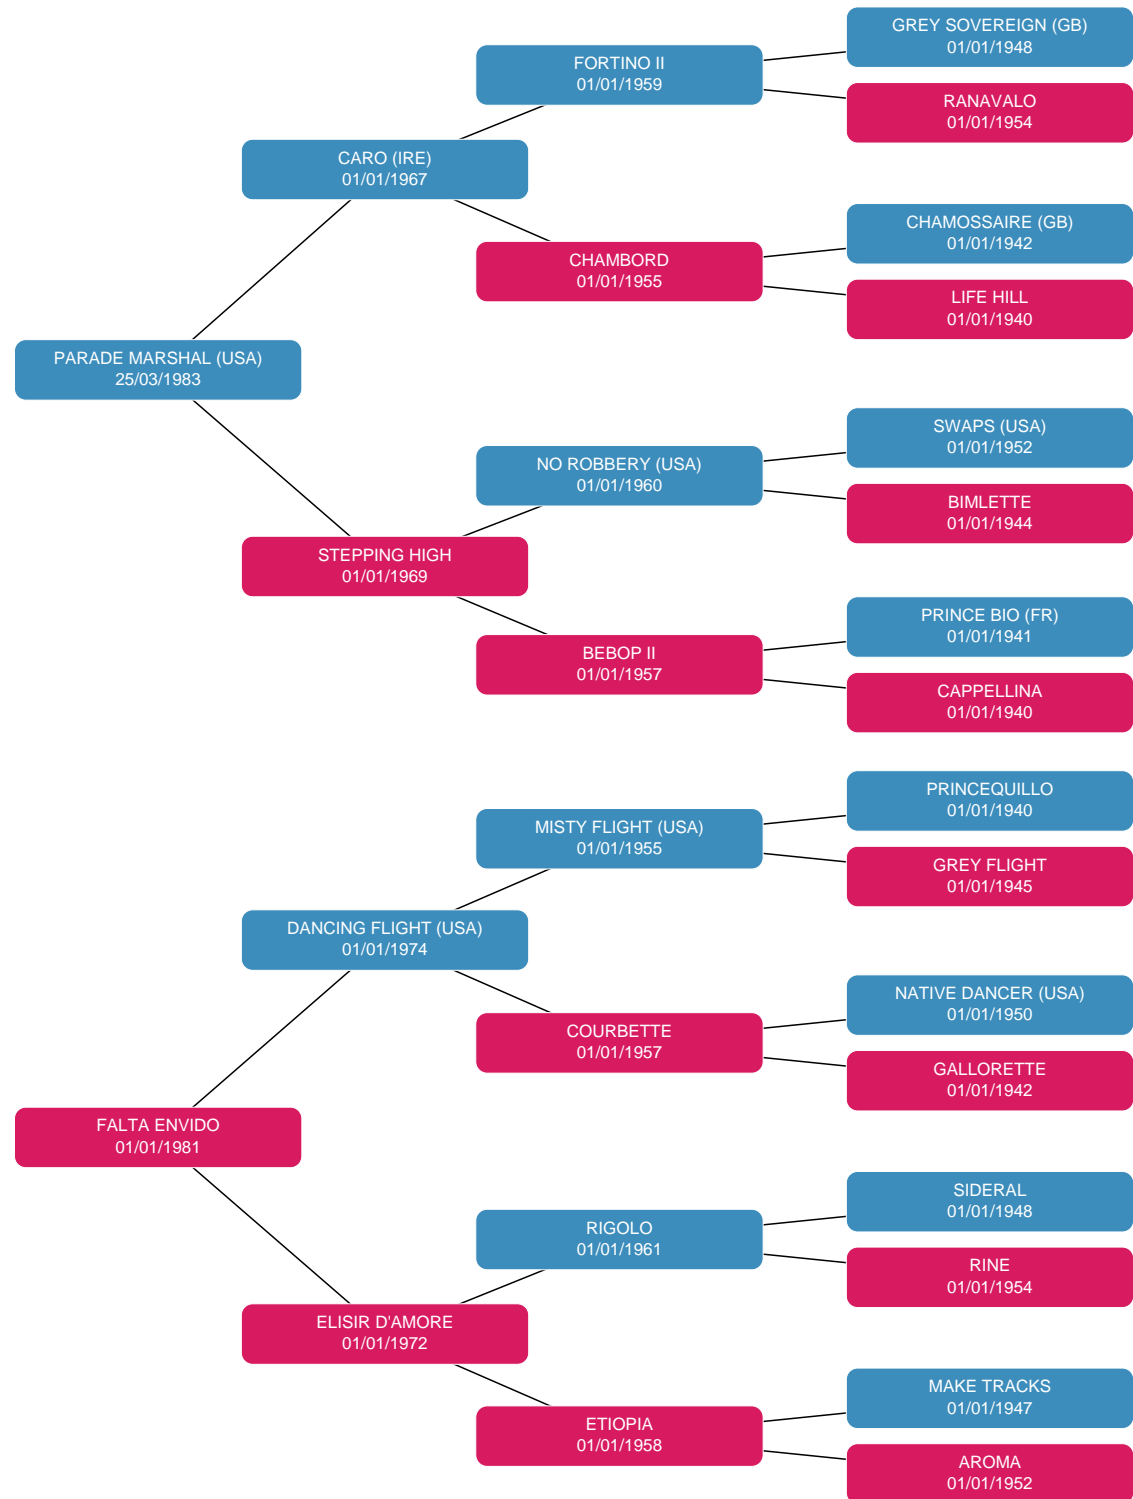 GREY SOVEREIGN (GB)
01/01/1948
FORTINO II
01/01/1959
RANAVALO
01/01/1954
CARO (IRE)
01/01/1967
CHAMOSSAIRE (GB)
01/01/1942
CHAMBORD
01/01/1955
LIFE HILL
01/01/1940
PARADE MARSHAL (USA)
25/03/1983
SWAPS (USA)
01/01/1952
NO ROBBERY (USA)
01/01/1960
BIMLETTE
01/01/1944
STEPPING HIGH
01/01/1969
PRINCE BIO (FR)
01/01/1941
BEBOP II
01/01/1957
CAPPELLINA
01/01/1940
PRINCEQUILLO
01/01/1940
MISTY FLIGHT (USA)
01/01/1955
GREY FLIGHT
01/01/1945
DANCING FLIGHT (USA)
01/01/1974
NATIVE DANCER (USA)
01/01/1950
COURBETTE
01/01/1957
GALLORETTE
01/01/1942
FALTA ENVIDO
01/01/1981
SIDERAL
01/01/1948
RIGOLO
01/01/1961
RINE
01/01/1954
ELISIR D'AMORE
01/01/1972
MAKE TRACKS
01/01/1947
ETIOPIA
01/01/1958
AROMA
01/01/1952